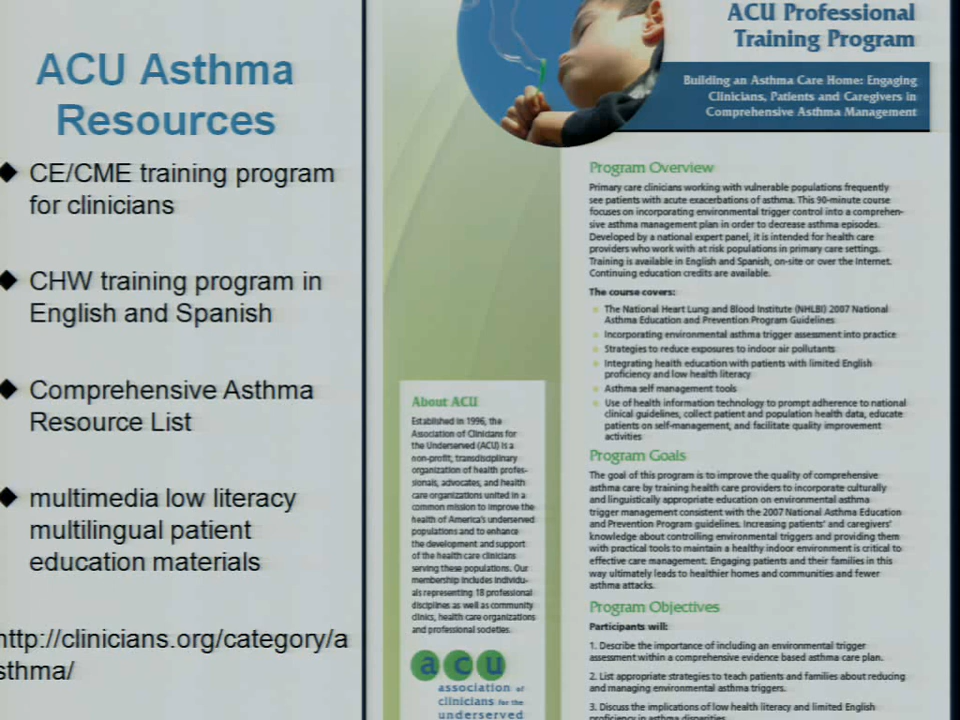 ACU Asthma
Resources
CE/CME training program
for clinicians
CHW training program in
English and Spanish
Comprehensive Asthma
Resource List
multimedia low literacy
multilingual patient
education materials
http://clinicians.org/category/a
sthma/
ACU Professional
Training Program
Building an Asthma Care Home: Engaging
Clinicians, Patients and Caregivers in
Comprehensive Asthma Management
Program Overview
Primary care clinicians working with vulnerable populations frequently
see patients with acute exacerbations of asthma. This 90-minute course
focuses on incorporating environmental trigger control into a comprehen-
sive asthma management plan in order to decrease asthma episodes.
Developed by a national expert panel, it is intended for health care
providers who work with at risk populations in primary care settings.
Training is available in English and Spanish, on-site or over the Internet.
Continuing education credits are available.
The course covers:
The National Heart Lung and Blood Institute (NHLBI) 2007 National
Asthma Education and Prevention Program Guidelines
Incorporating environmental asthma trigger assessment into practice
Strategies to reduce exposures to indoor air pollutants
Integrating health education with patients with limited English
proficiency and low health literacy
Asthma self management tools
Use of health information technology to prompt adherence to national
clinical guidelines, collect patient and population health data, educate
patients on self-management, and facilitate quality improvement
activities
Program Goals
The goal of this program is to improve the quality of comprehensive
asthma care by training health care providers to incorporate culturally
and linguistically appropriate education on environmental asthma
trigger management consistent with the 2007 National Asthma Education
and Prevention Program guidelines. Increasing patients' and caregivers'
knowledge about controlling environmental triggers and providing them
with practical tools to maintain a healthy indoor environment is critical to
effective care management. Engaging patients and their families in this
way ultimately leads to healthier homes and communities and fewer
asthma attacks.
Program Objectives
Participants will:
1. Describe the importance of including an environmental trigger
assessment within a comprehensive evidence based asthma care plan.
2. List appropriate strategies to teach patients and families about reducing
and managing environmental asthma triggers.
3. Discuss the implications of low health literacy and limited English
proficiency in asthma disparities.
About ACU
Established in 1996, the
Association of Clinicians for
the Underserved (ACU) is a
non-profit, transdisciplinary
organization of health profes-
sionals, advocates, and health
care organizations united in a
common mission to improve the
health of America's underserved
populations and to enhance
the development and support
of the health care clinicians
serving these populations. Our
membership includes individu-
als representing 18 professional
disciplines as well as community
clinics, health care organizations
and professional societies.
acu
association of
clinicians for the
underserved